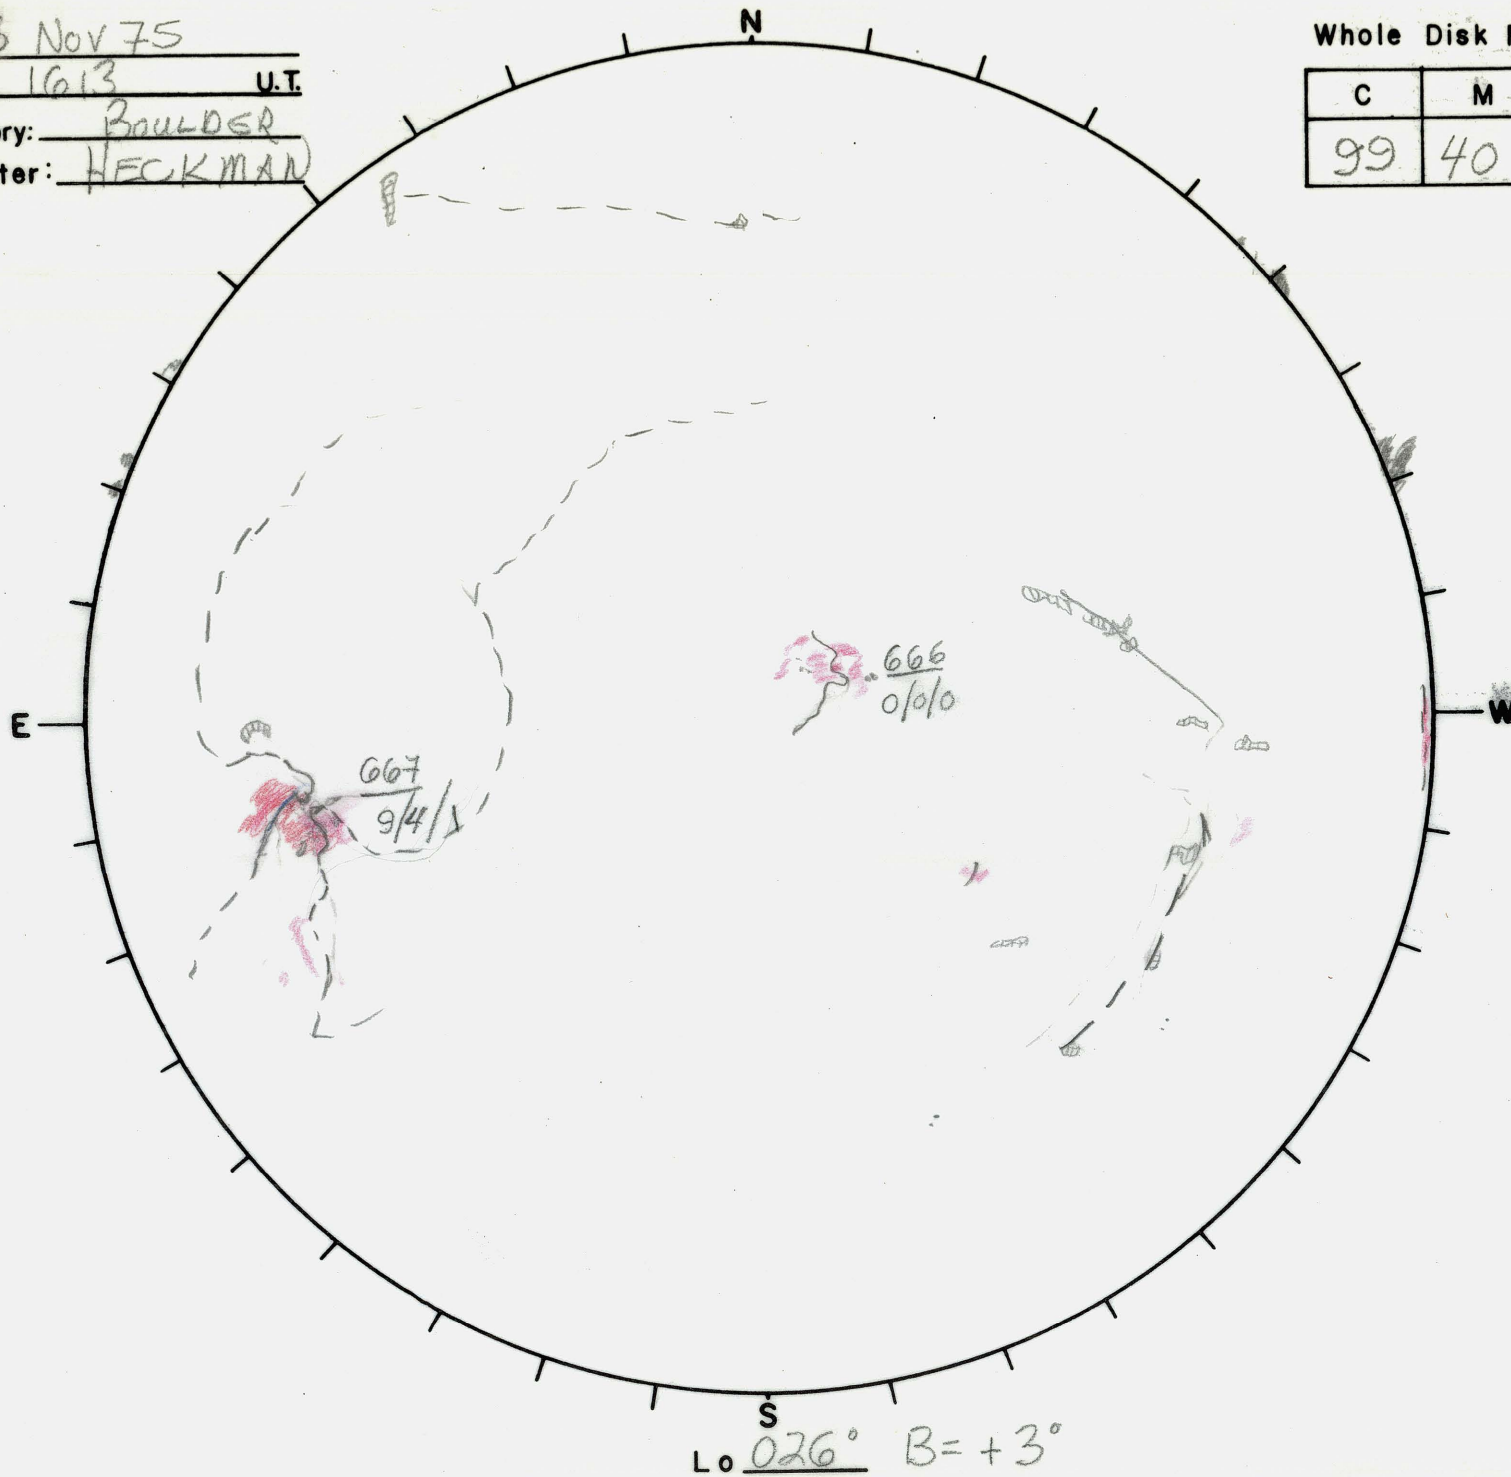 Nov 75
1613 U.T.
ry: BOULDER
ter: HECKMAN
N
Whole Disk
C M
99 40
E
W
666
0/0/0
667
9/4/1
S
Lo 026° B= +3°